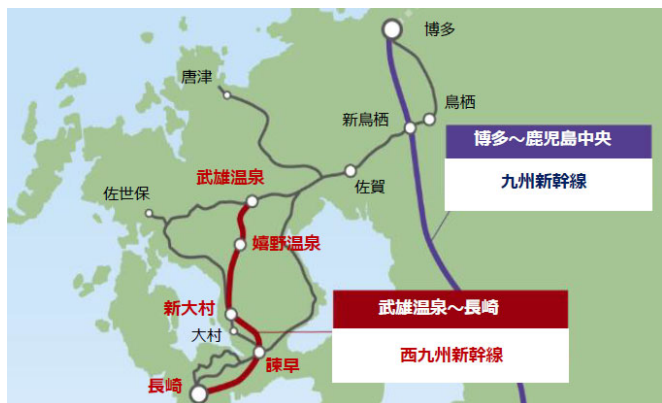 博多
唐津
鳥栖
新鳥栖
博多～鹿児島中央
九州新幹線
佐賀
武雄温泉
佐世保
嬉野温泉
新大村
大村
武雄温泉～長崎
西九州新幹線
諫早
長崎